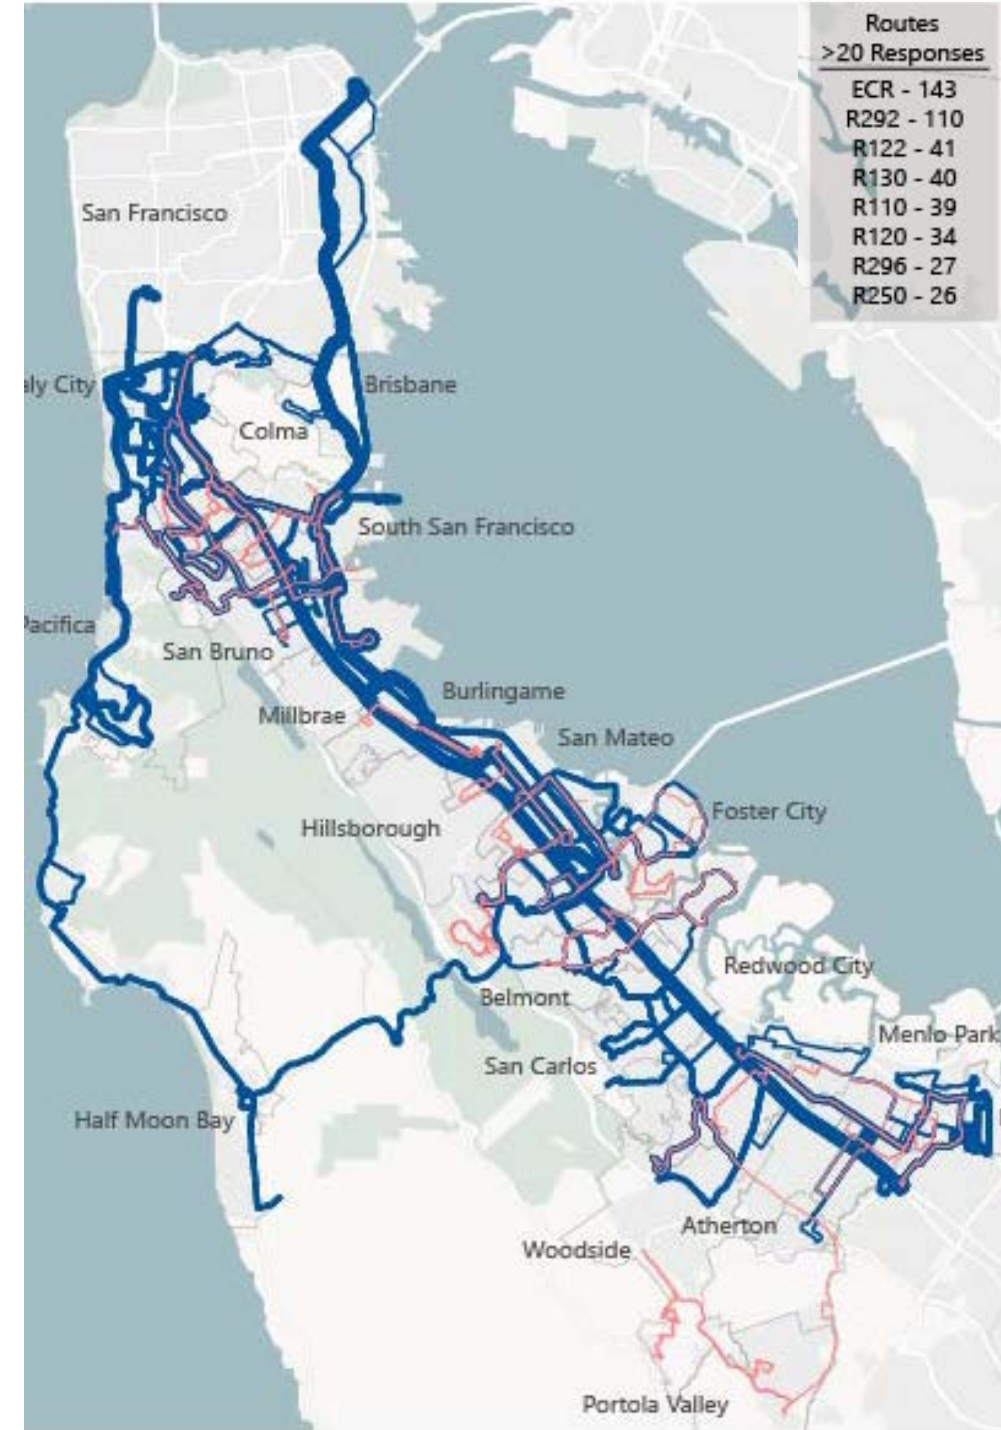 Routes
>20 Responses
ECR - 143
R292 - 110
R122 - 41
R130 - 40
R110 - 39
R120 - 34
R296 - 27
R250 - 26
San Francisco
aly City
Brisbane
Colma
South San Francisco
Pacifica
San Bruno
Burlingame
Millbrae
San Mateo
Foster City
Hillsborough
Redwood City
Belmont
Menlo Park
San Carlos
Half Moon Bay
Atherton
Woodside
Portola Valley